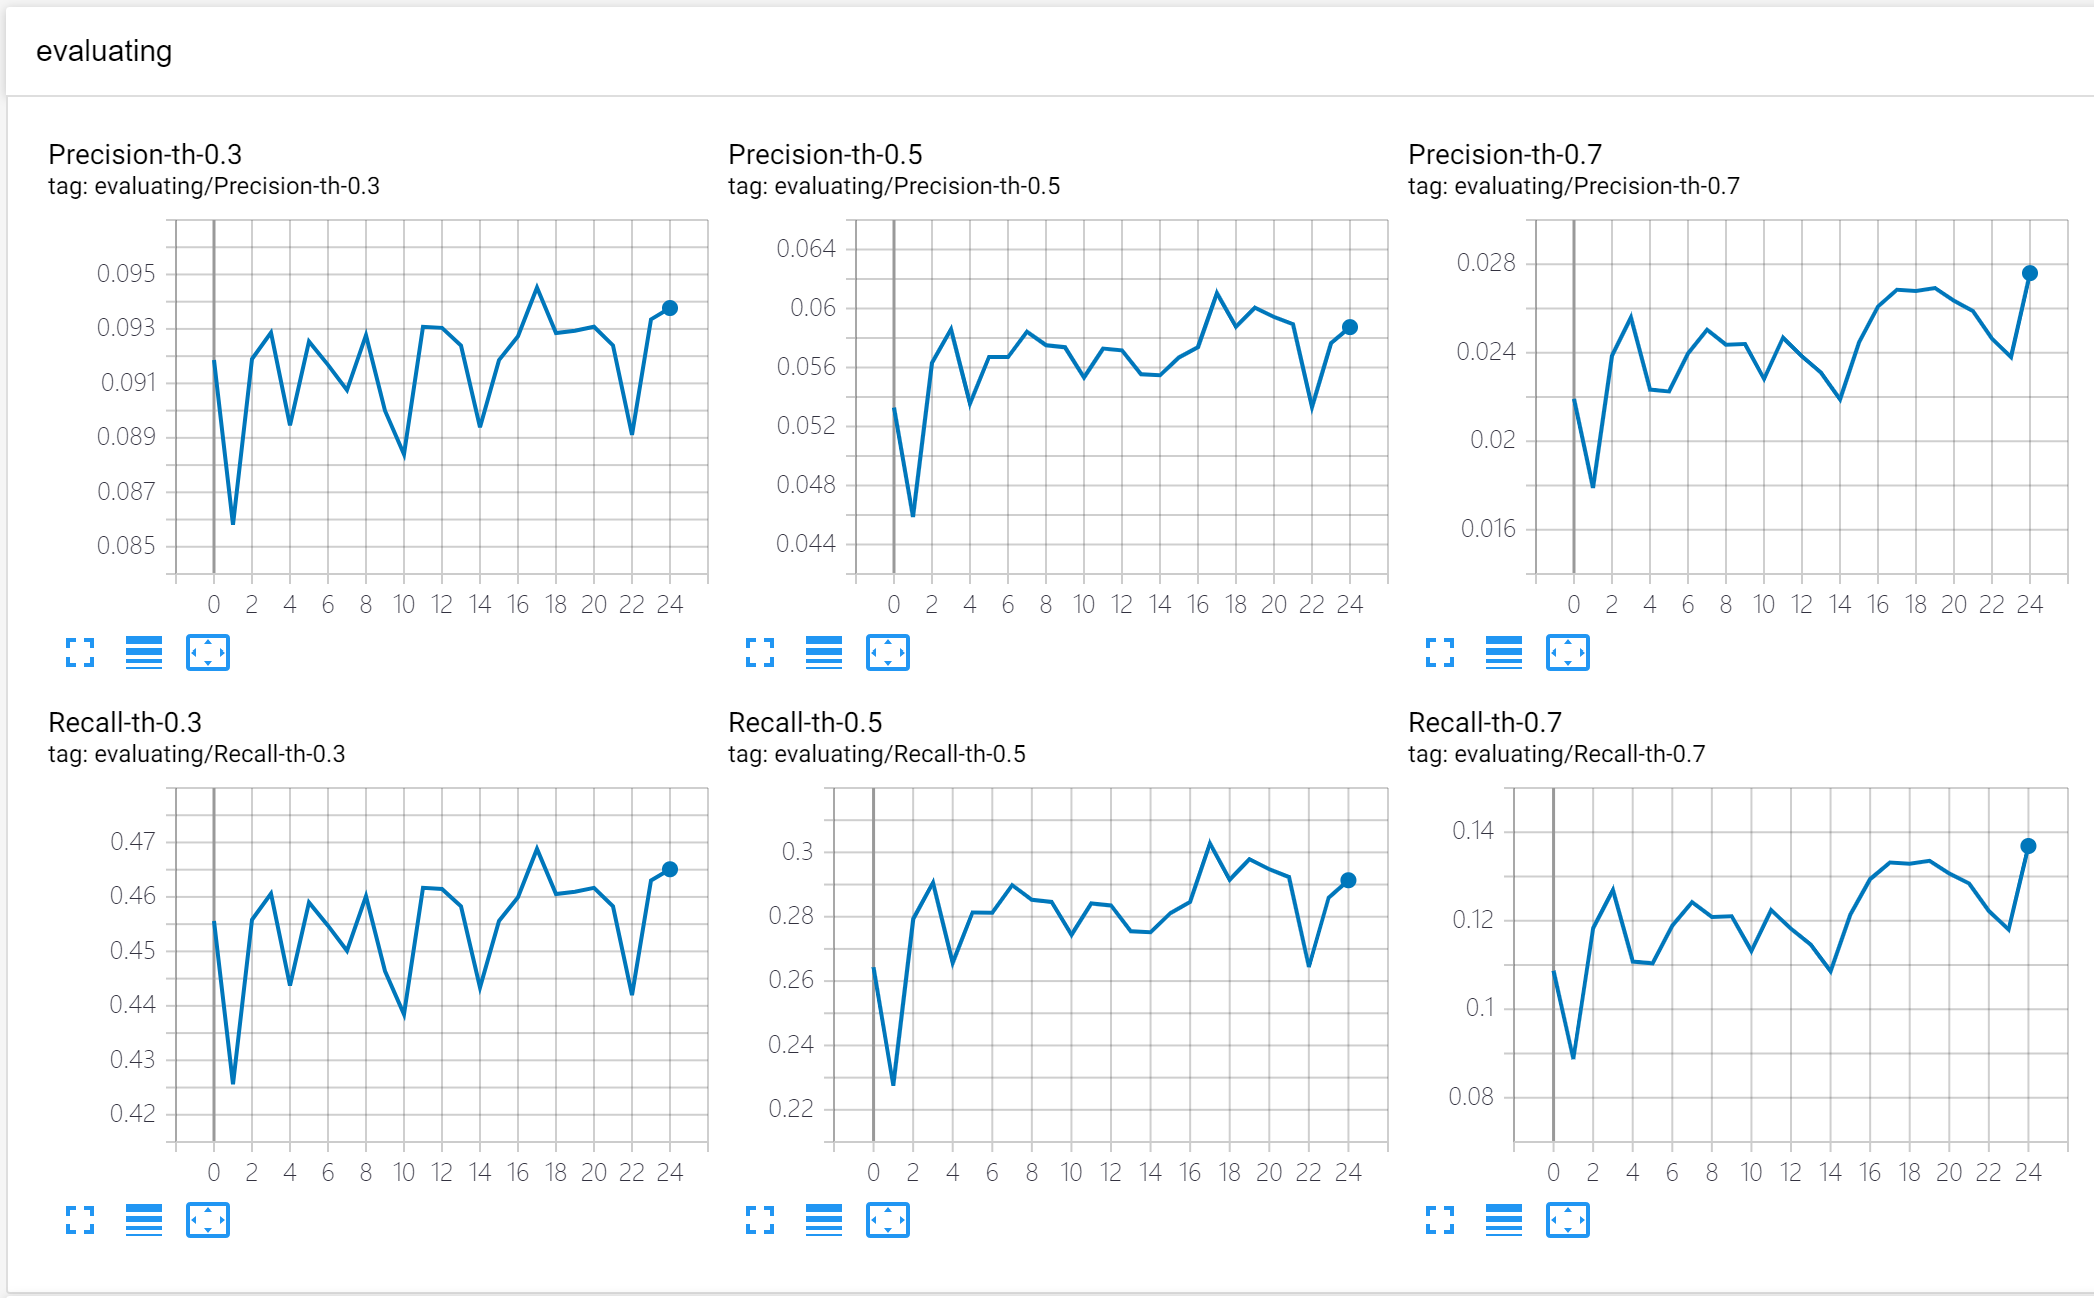 evaluating
Precision-th-0.3
tag: evaluating/Precision-th-0.3
0.095
0.093
0.091
0.089
0.087
0.085
0 2 4 6 8 10 12 14 16 18 20 22 24
Precision-th-0.5
tag: evaluating/Precision-th-0.5
0.064
0.06
0.056
0.052
0.048
0.044
0 2 4 6 8 10 12 14 16 18 20 22 24
Precision-th-0.7
tag: evaluating/Precision-th-0.7
0.028
0.024
0.02
0.016
0 2 4 6 8 10 12 14 16 18 20 22 24
Recall-th-0.3
tag: evaluating/Recall-th-0.3
0.47
0.46
0.45
0.44
0.43
0.42
0 2 4 6 8 10 12 14 16 18 20 22 24
Recall-th-0.5
tag: evaluating/Recall-th-0.5
0.3
0.28
0.26
0.24
0.22
0 2 4 6 8 10 12 14 16 18 20 22 24
Recall-th-0.7
tag: evaluating/Recall-th-0.7
0.14
0.12
0.1
0.08
0 2 4 6 8 10 12 14 16 18 20 22 24